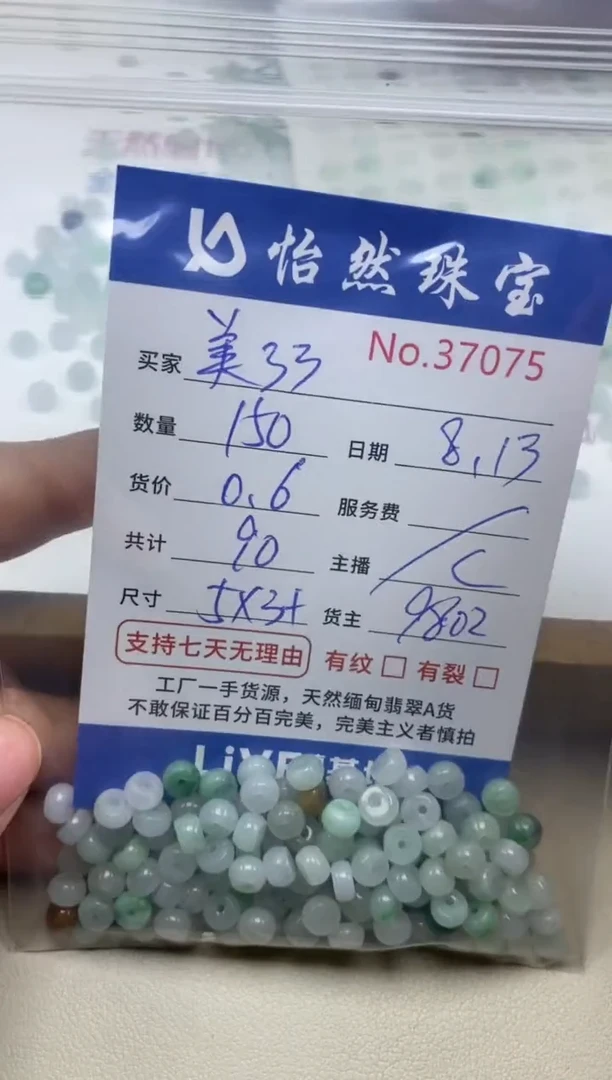 怡然珠宝
No.37075
买家 美33
数量 150 日期 8.13
货价 0.6 服务费 /
共计 90 主播 C
尺寸 5X3+ 货主 9802
支持七天无理由 有纹 □ 有裂 □
工厂一手货源，天然缅甸翡翠A货
不敢保证百分百完美，完美主义者慎拍
LiVE